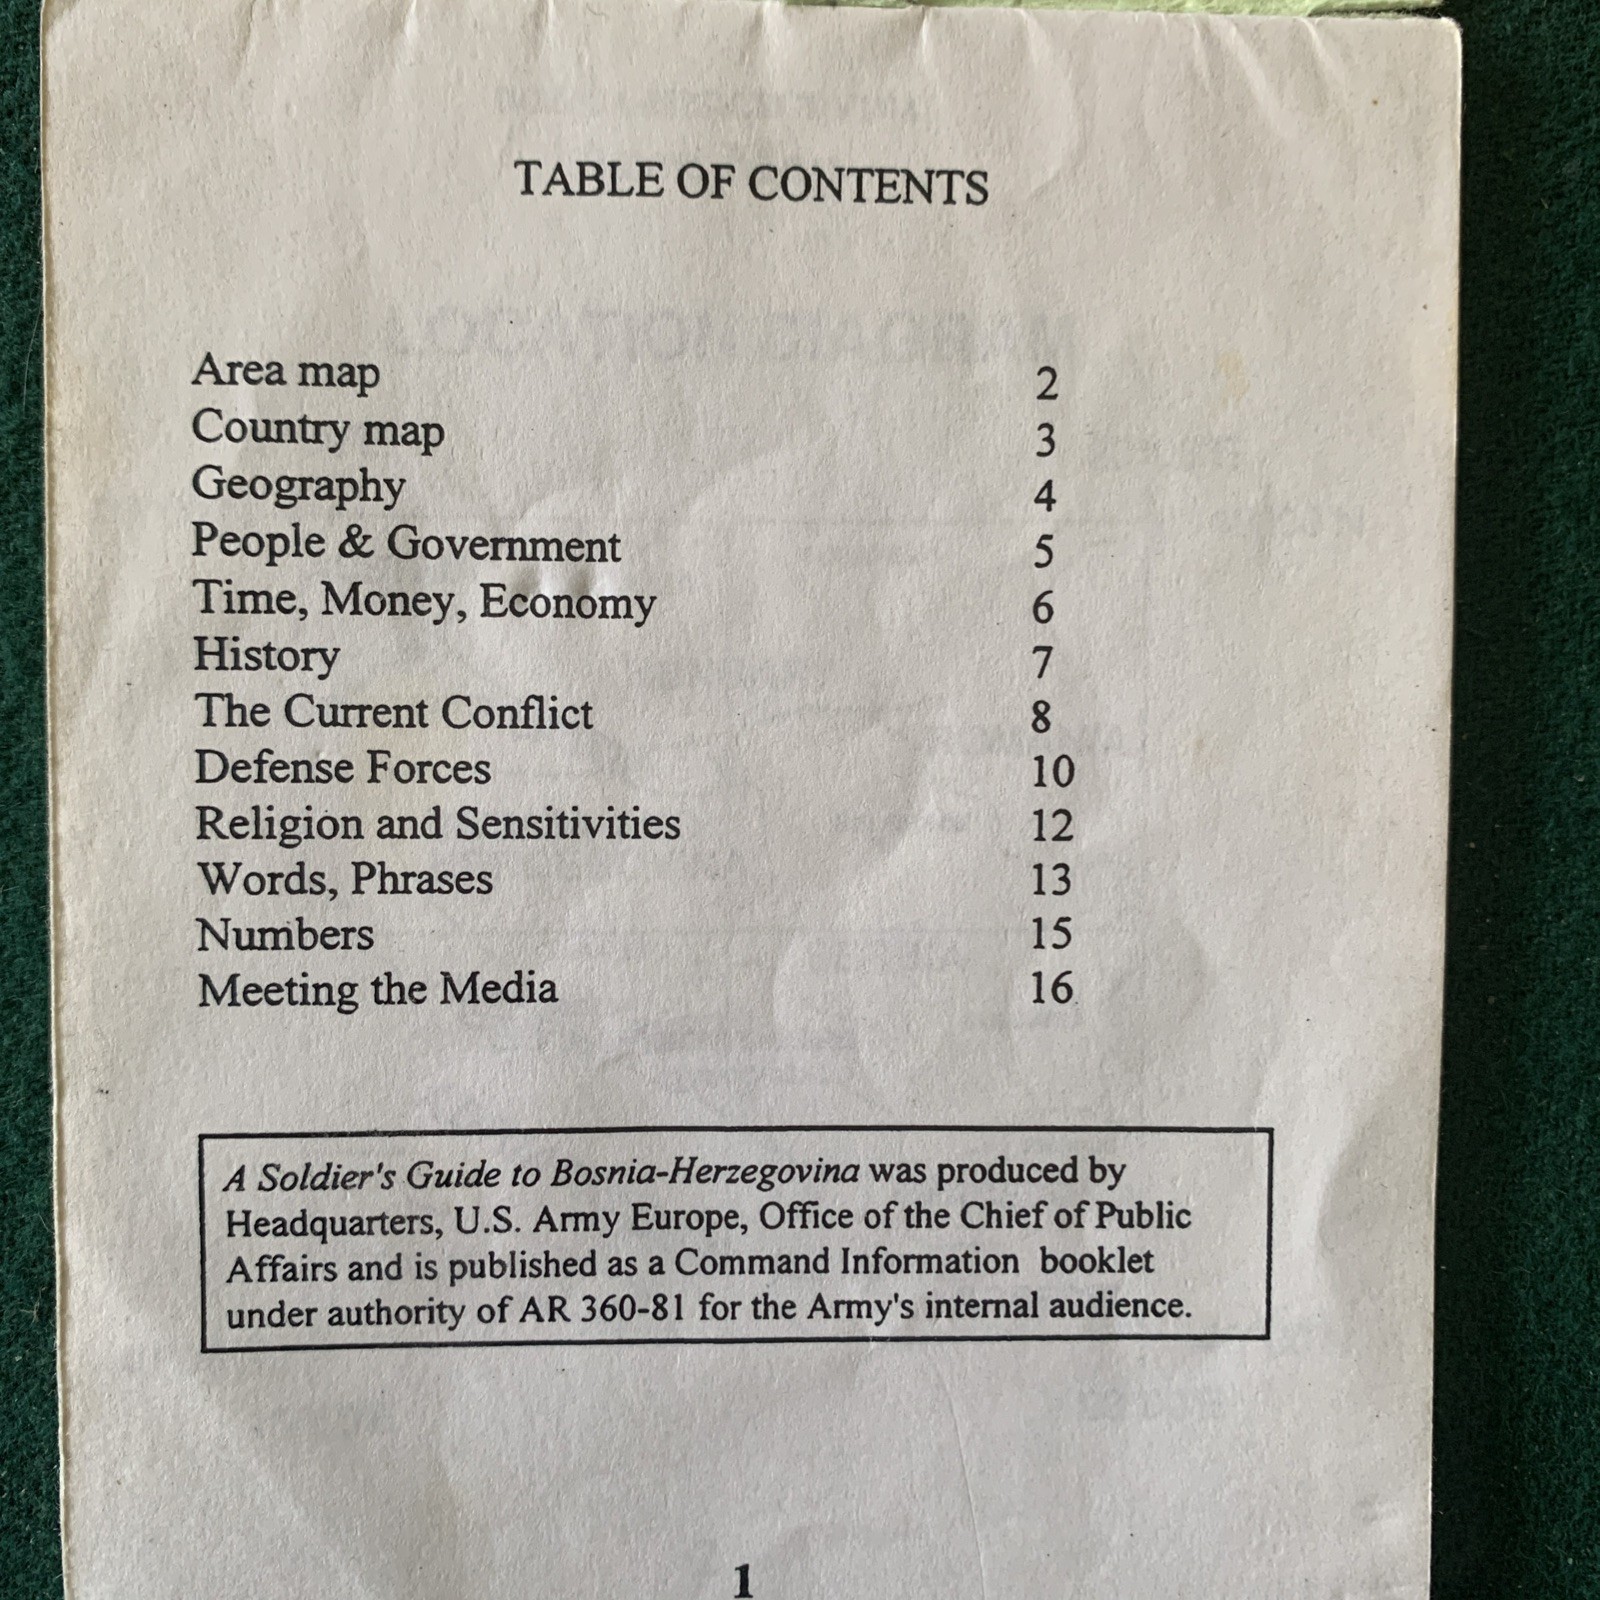 TABLE OF CONTENTS
Area map 2
Country map 3
Geography 4
People & Government 5
Time, Money, Economy 6
History 7
The Current Conflict 8
Defense Forces 10
Religion and Sensitivities 12
Words, Phrases 13
Numbers 15
Meeting the Media 16
A Soldier's Guide to Bosnia-Herzegovina was produced by
Headquarters, U.S. Army Europe, Office of the Chief of Public
Affairs and is published as a Command Information booklet
under authority of AR 360-81 for the Army's internal audience.
1